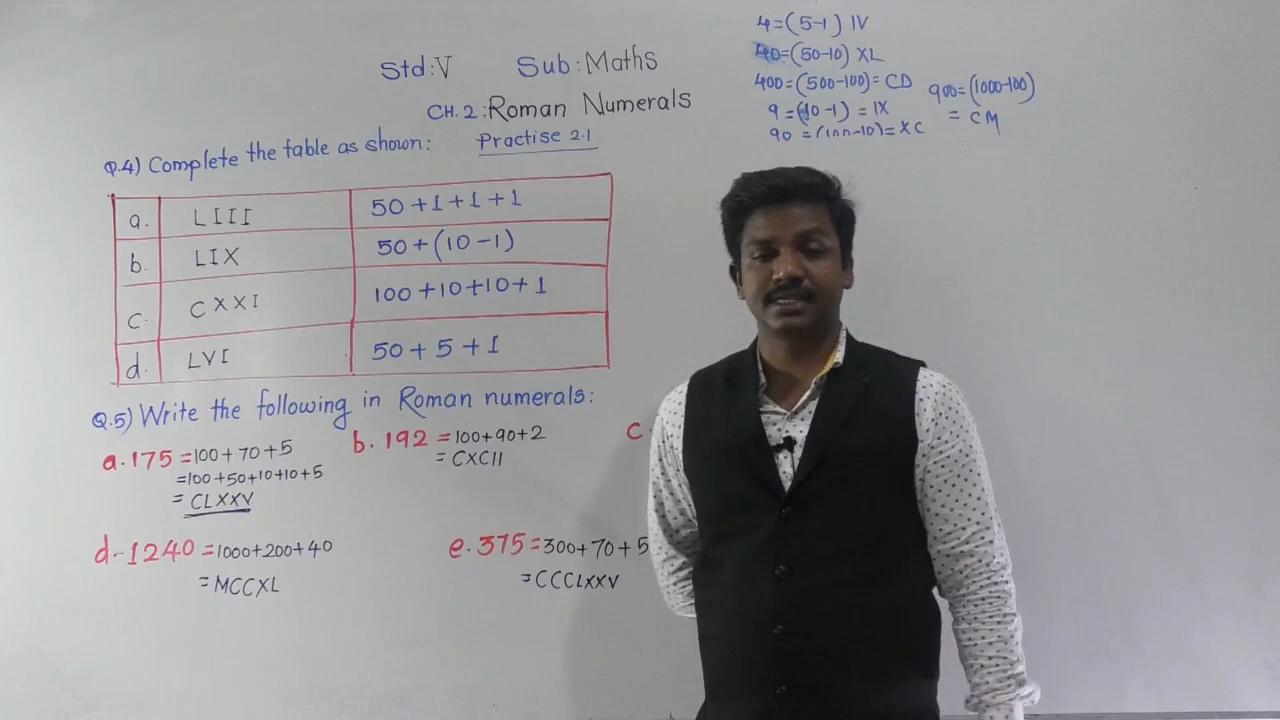 4=(5-1) IV
40=(50-10) XL
400=(500-100)= CD
9=(10-1)=IX
90=(100-10)=XC
900=(1000-100)
= CM
Std:V Sub:Maths
CH.2:Roman Numerals
Practise 2.1
Q.4) Complete the table as shown:
a. LIII 50+1+1+1
b. LIX 50+(10-1)
c. CXXI 100+10+10+1
d. LVI 50+5+1
Q.5) Write the following in Roman numerals:
a. 175 =100+70+5
=100+50+10+10+5
= CLXXV
b. 192 =100+90+2
= CXCII
c.
d. 1240 =1000+200+40
= MCCXL
e. 375=300+70+5
=CCCLXXV